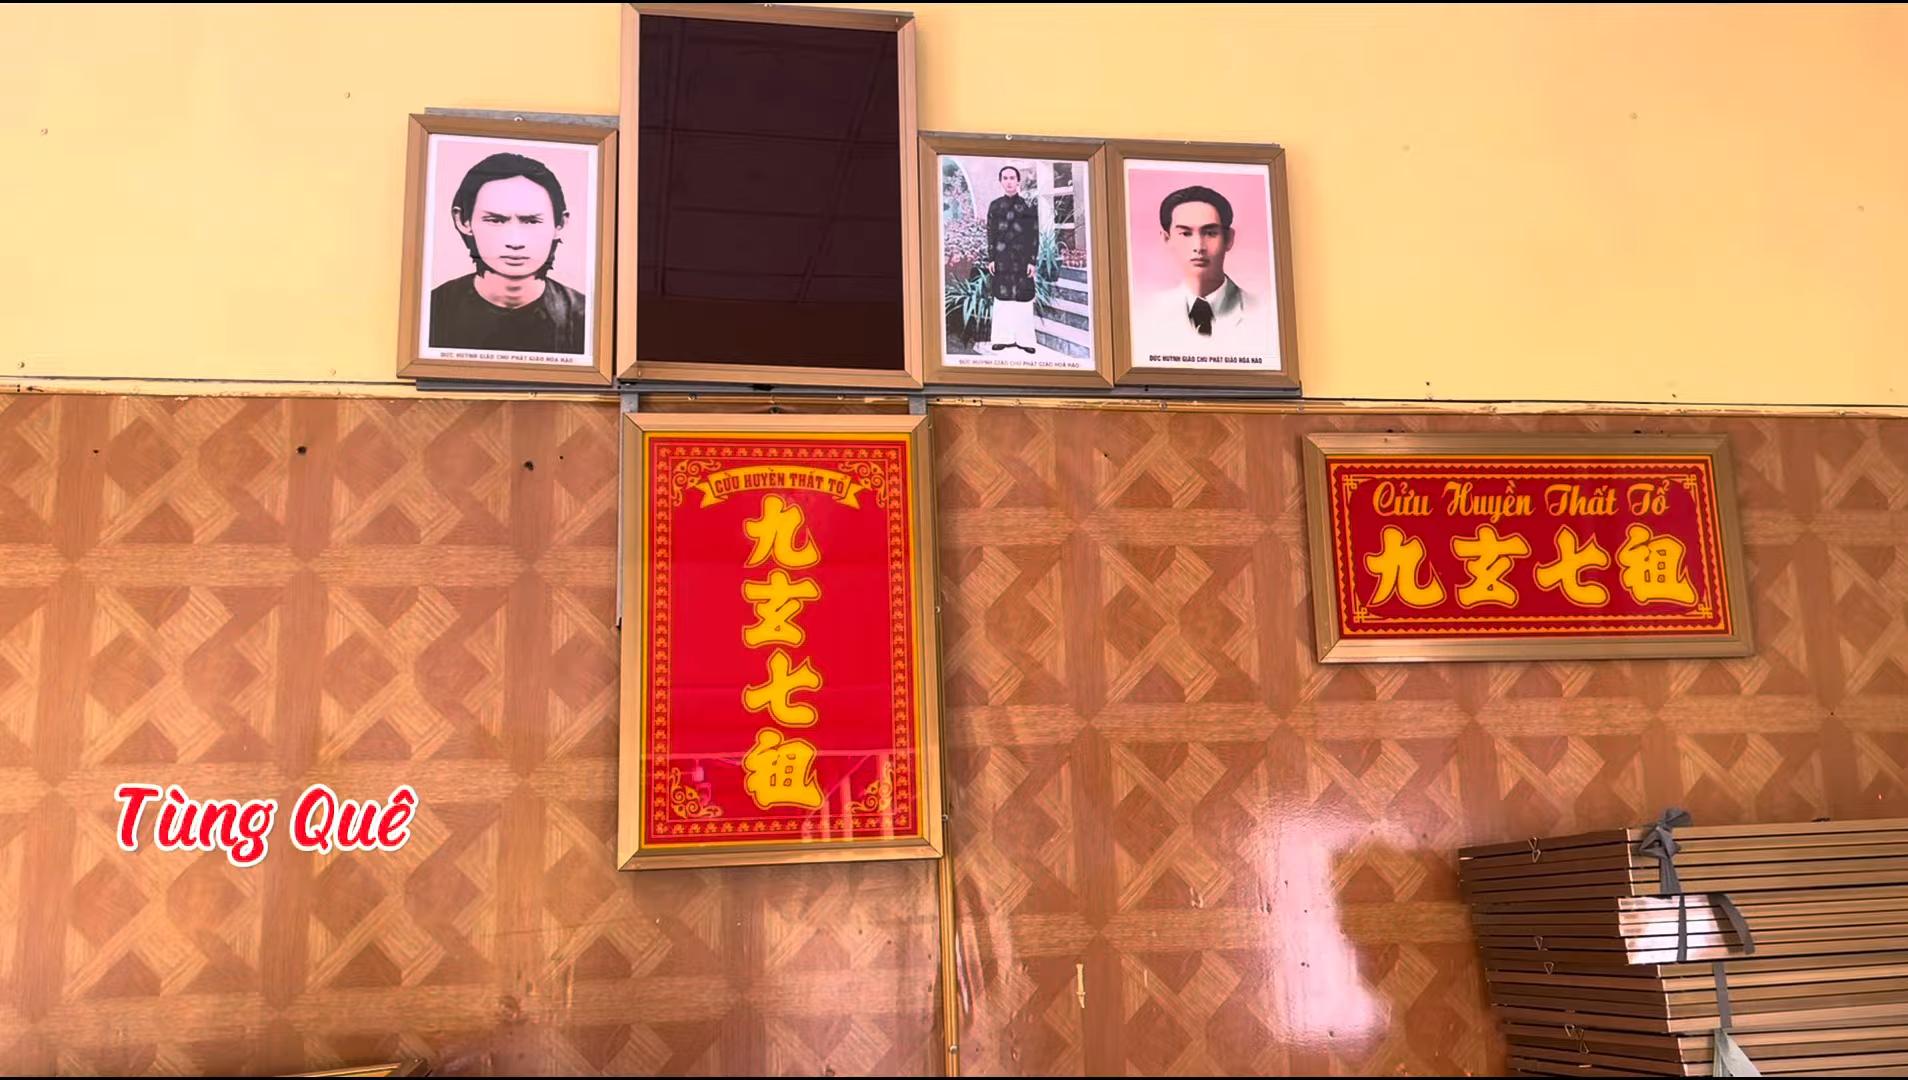 ĐỨC HUỲNH GIÁO CHỦ PHẬT GIÁO HÒA HẢO
ĐỨC HUỲNH GIÁO CHỦ PHẬT GIÁO HOÀ HẢO
ĐỨC HUỲNH GIÁO CHỦ PHẬT GIÁO HÒA HẢO
CỬU HUYỀN THẤT TỔ
九
玄
七
祖
Cửu Huyền Thất Tổ
九玄七祖
Tùng Quê